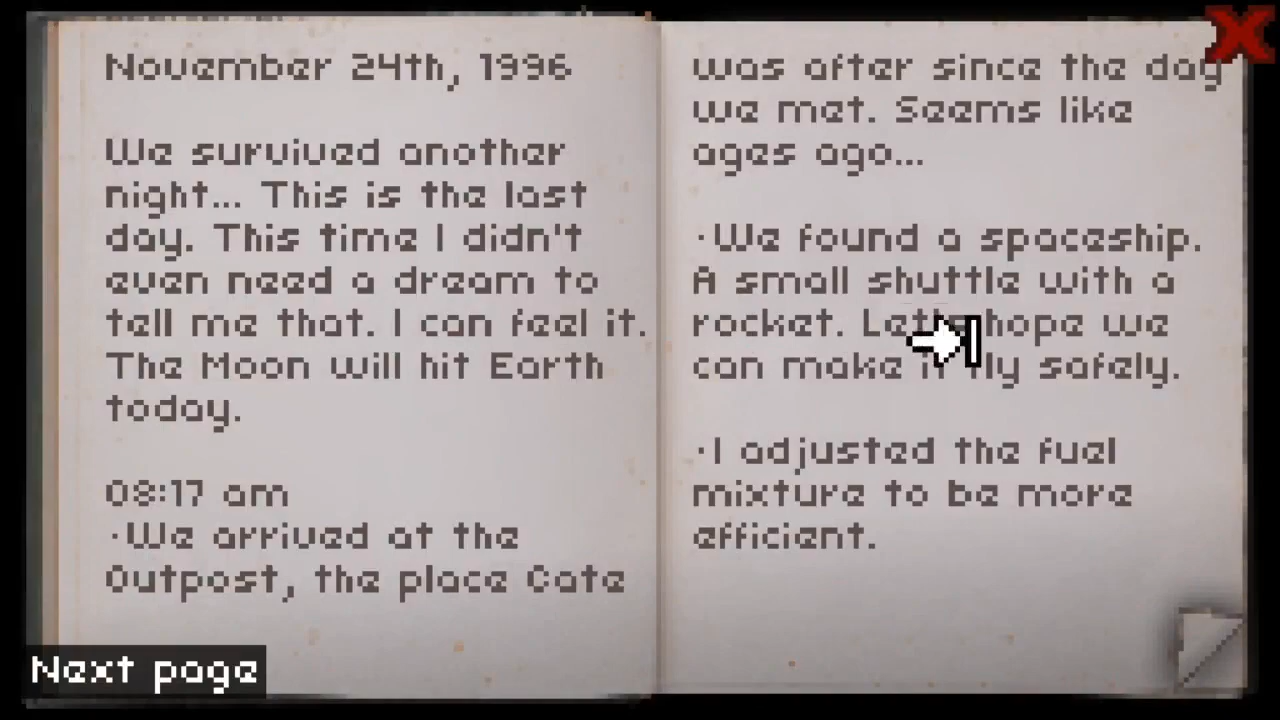 November 24th, 1996
We survived another
night... This is the last
day. This time I didn't
even need a dream to
tell me that. I can feel it.
The Moon will hit Earth
today.
08:17 am
·We arrived at the
Outpost, the place Cate
was after since the day
we met. Seems like
ages ago...
·We found a spaceship.
A small shuttle with a
rocket. hope we
can make it fly safely.
·I adjusted the fuel
mixture to be more
efficient.
Next page